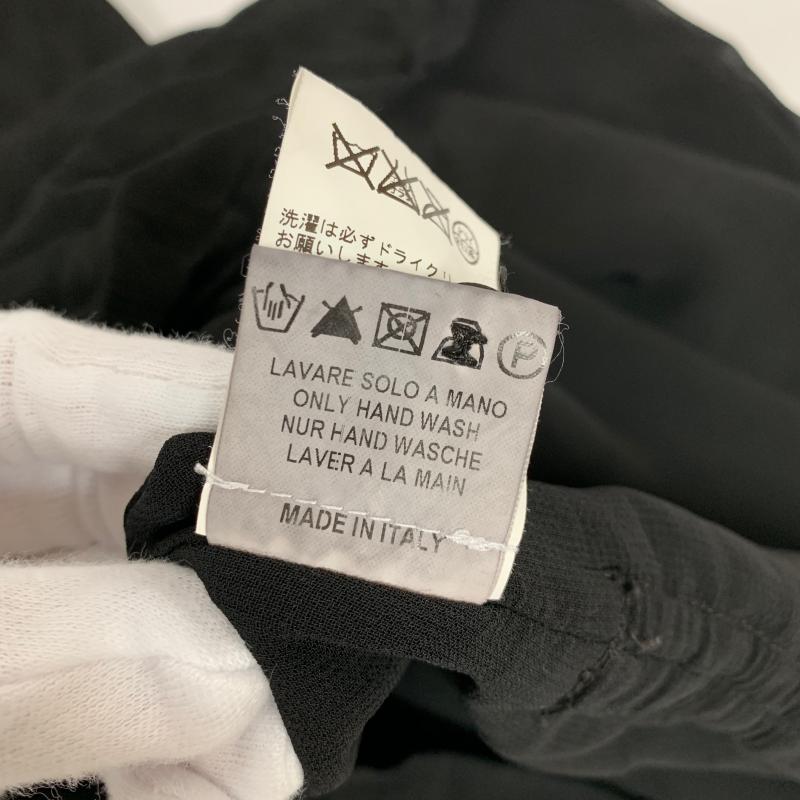 洗濯は必ずドライクリ
お願いします
P
LAVARE SOLO A MANO
ONLY HAND WASH
NUR HAND WASCHE
LAVER A LA MAIN
MADE IN ITALY